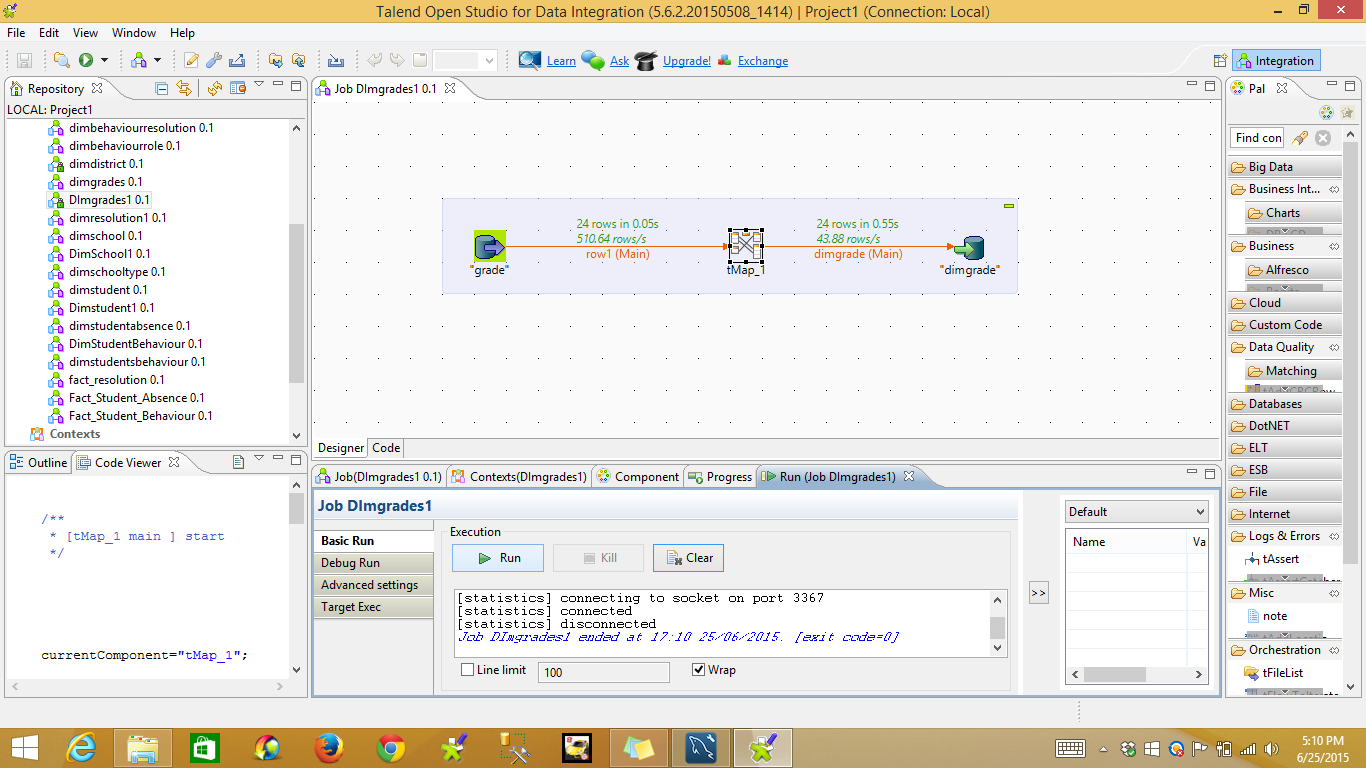 Talend Open Studio for Data Integration (5.6.2.20150508_1414) | Project1 (Connection: Local)
File Edit View Window Help
Learn Ask Upgrade! Exchange
Integration
Repository
LOCAL: Project1
dimbehaviourresolution 0.1
dimbehaviourrole 0.1
dimdistrict 0.1
dimgrades 0.1
DImgrades1 0.1
dimresolution1 0.1
dimschool 0.1
DimSchool1 0.1
dimschooltype 0.1
dimstudent 0.1
Dimstudent1 0.1
dimstudentabsence 0.1
DimStudentBehaviour 0.1
dimstudentsbehaviour 0.1
fact_resolution 0.1
Fact_Student_Absence 0.1
Fact_Student_Behaviour 0.1
Contexts
Outline Code Viewer
/**
* [tMap_1 main ] start
*/
currentComponent="tMap_1";
Job DImgrades1 0.1
24 rows in 0.05s
510.64 rows/s
row1 (Main)
24 rows in 0.55s
43.88 rows/s
dimgrade (Main)
"grade"
tMap_1
"dimgrade"
Designer Code
Job(DImgrades1 0.1) Contexts(DImgrades1) Component Progress Run (Job DImgrades1)
Job DImgrades1
Basic Run
Debug Run
Advanced settings
Target Exec
Execution
Run Kill Clear
[statistics] connecting to socket on port 3367
[statistics] connected
[statistics] disconnected
Job DImgrades1 ended at 17:10 25/06/2015. [exit code=0]
Line limit 100 Wrap
>>
Default
Name Va
Pal
Find con
Big Data
Business Int...
Charts
Business
Alfresco
Cloud
Custom Code
Data Quality
Matching
Databases
DotNET
ELT
ESB
File
Internet
Logs & Errors
tAssert
Misc
note
Orchestration
tFileList
5:10 PM
6/25/2015